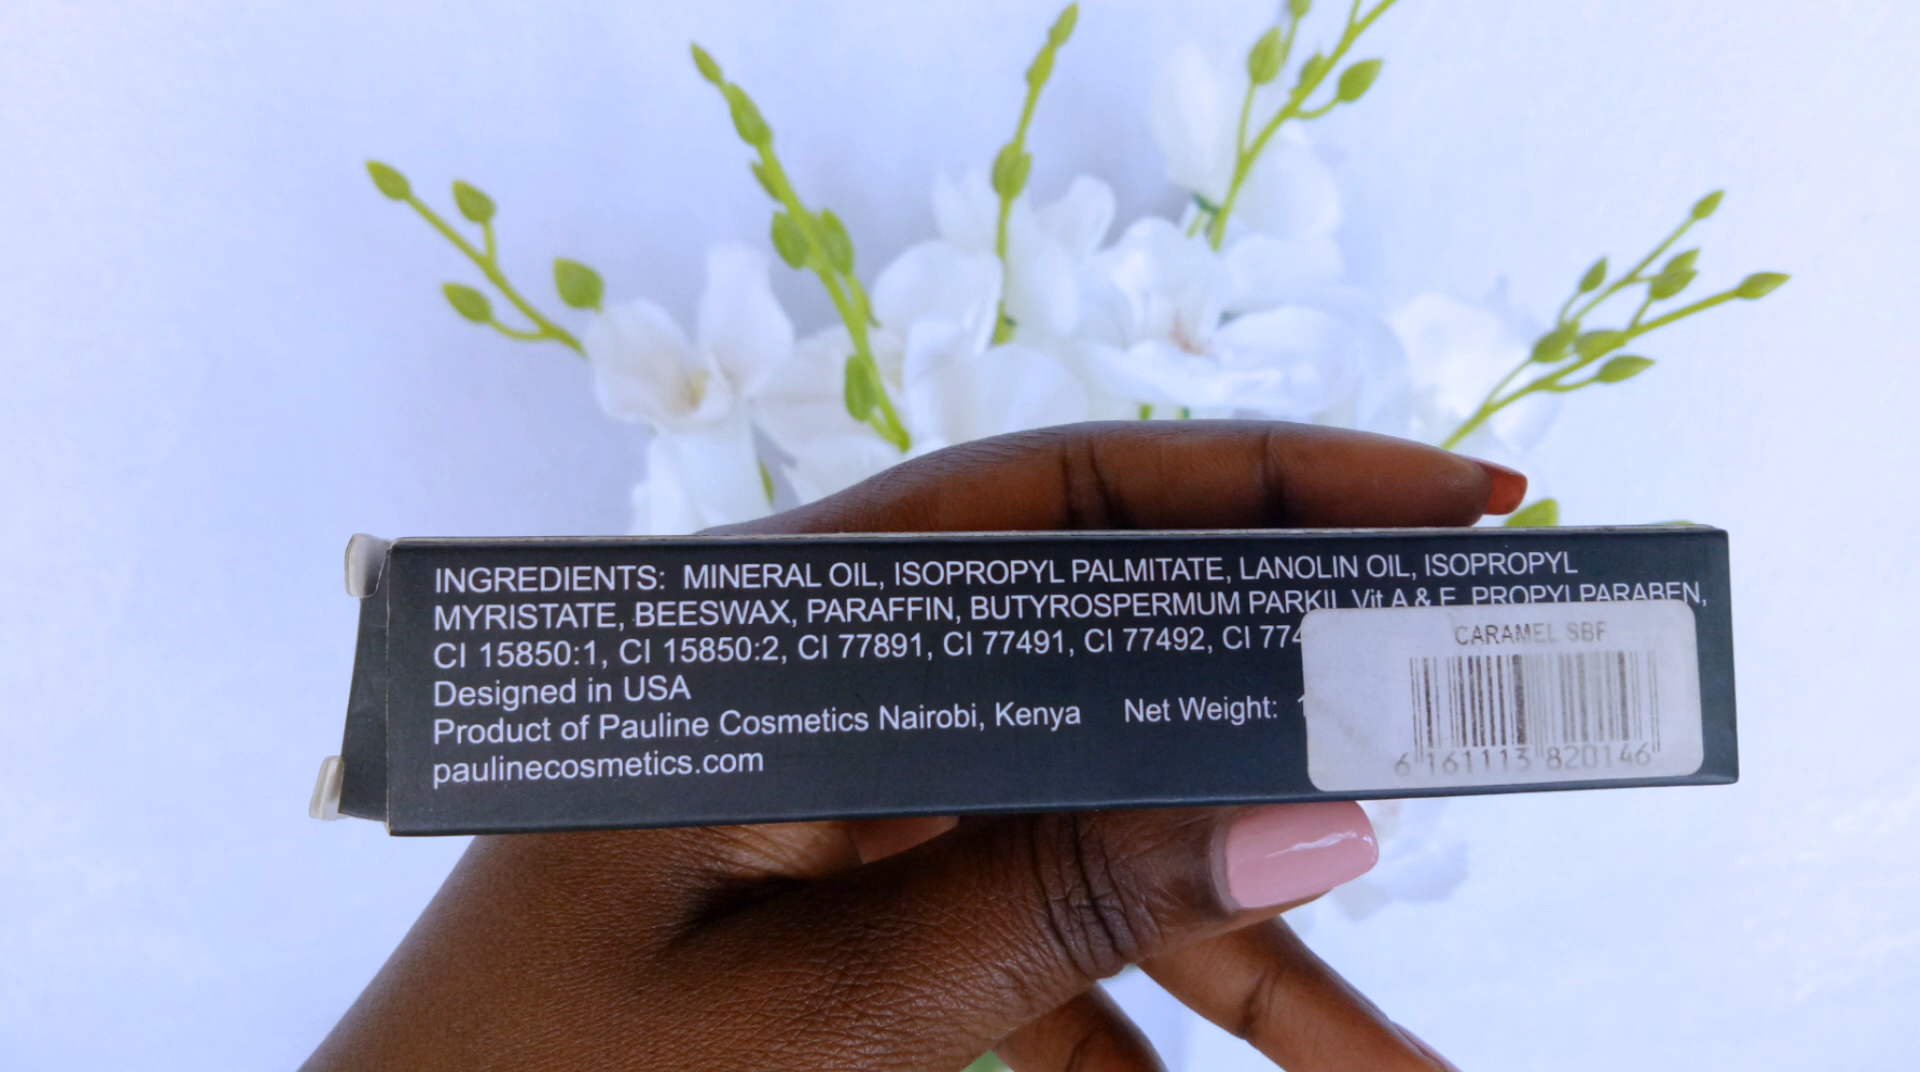 INGREDIENTS: MINERAL OIL, ISOPROPYL PALMITATE, LANOLIN OIL, ISOPROPYL
MYRISTATE, BEESWAX, PARAFFIN, BUTYROSPERMUM PARKII, Vit A & E, PROPYLPARABEN,
CI 15850:1, CI 15850:2, CI 77891, CI 77491, CI 77492, CI
Designed in USA
Product of Pauline Cosmetics Nairobi, Kenya Net Weight:
paulinecosmetics.com
CARAMEL SBF
6 161113 820146